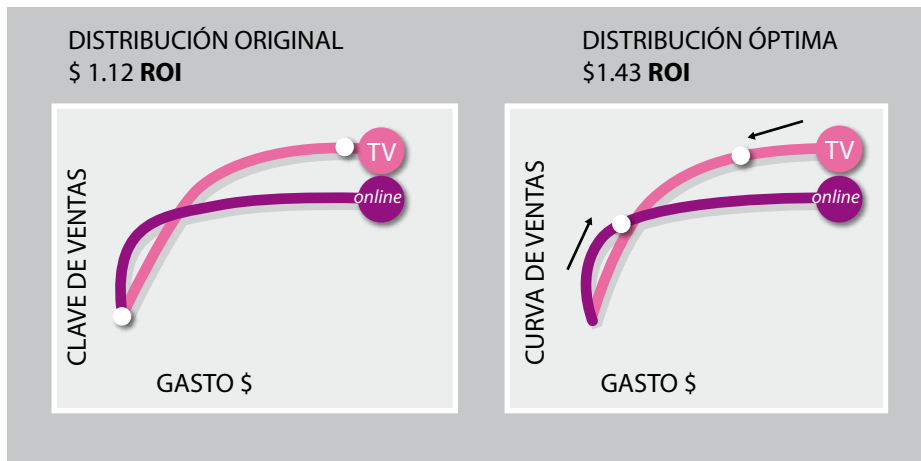 DISTRIBUCIÓN ORIGINAL
$ 1.12 ROI
CLAVE DE VENTAS
TV
online
GASTO $
DISTRIBUCIÓN ÓPTIMA
$1.43 ROI
CURVA DE VENTAS
TV
online
GASTO $